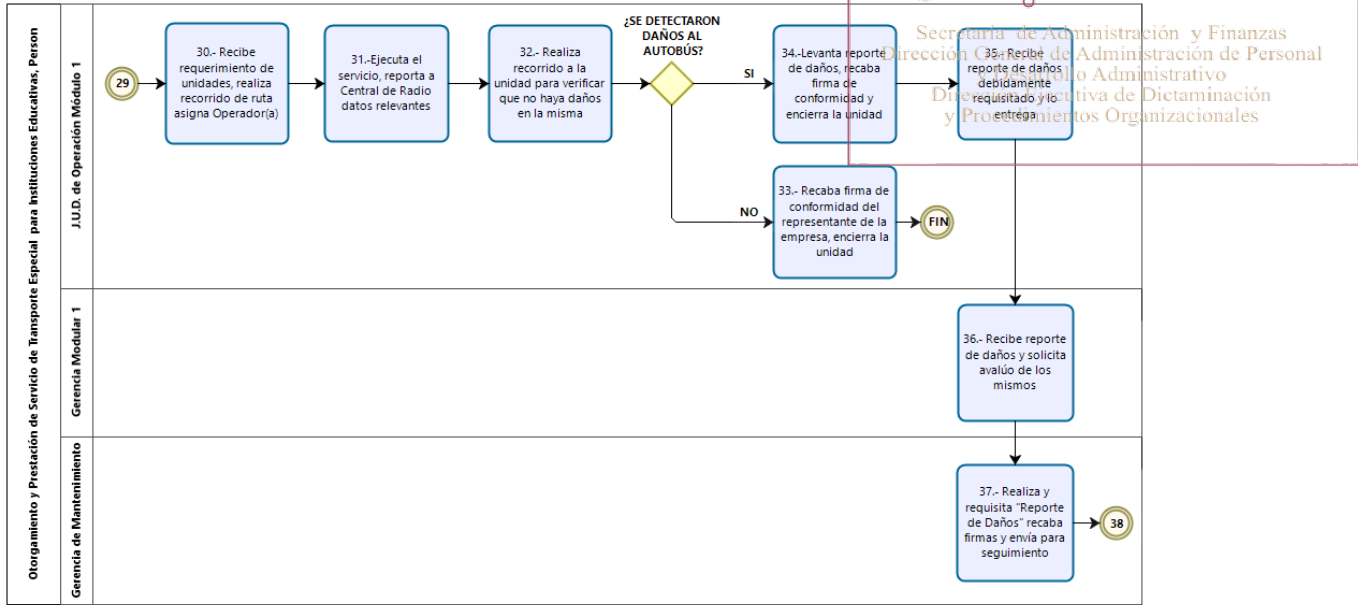 Otorgamiento y Prestación de Servicio de Transporte Especial para Instituciones Educativas, Person
J.U.D. de Operación Módulo 1
29
30.- Recibe
requerimiento de
unidades, realiza
recorrido de ruta
asigna Operador(a)
31.-Ejecuta el
servicio, reporta a
Central de Radio
datos relevantes
32.- Realiza
recorrido a la
unidad para verificar
que no haya daños
en la misma
¿SE DETECTARON
DAÑOS AL
AUTOBÚS?
SI
34.-Levanta reporte
de daños, recaba
firma de
conformidad y
encierra la unidad
35.- Recibe
reporte de daños
debidamente
requisitado y lo
entrega
Secretaría de Administración y Finanzas
Dirección General de Administración de Personal
y Desarrollo Administrativo
Dirección Ejecutiva de Dictaminación
y Procedimientos Organizacionales
NO
33.- Recaba firma de
conformidad del
representante de la
empresa, encierra la
unidad
FIN
Gerencia Modular 1
36.- Recibe reporte
de daños y solicita
avalúo de los
mismos
Gerencia de Mantenimiento
37.- Realiza y
requisita "Reporte
de Daños" recaba
firmas y envía para
seguimiento
38